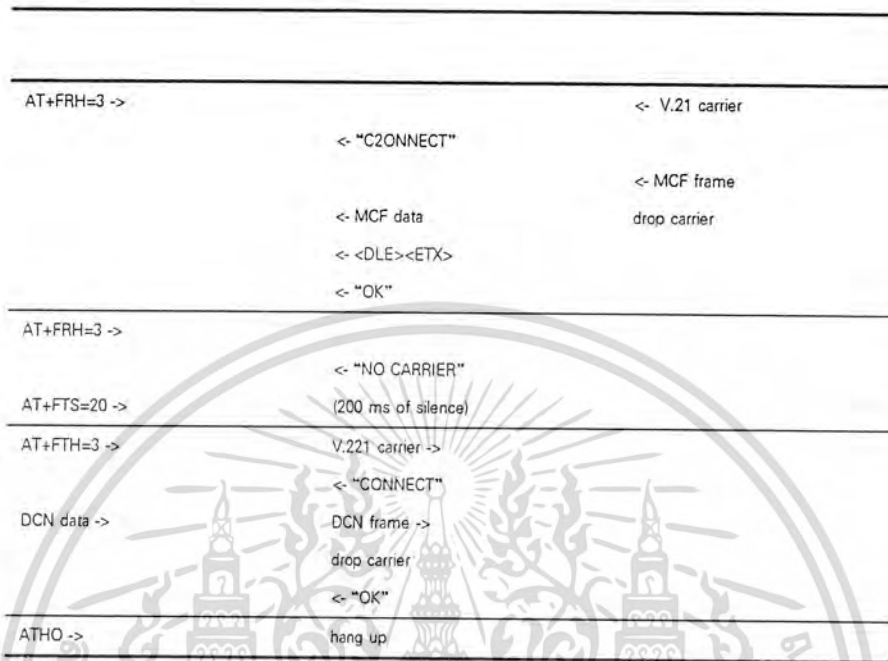 AT+FRH=3 ->
<- V.21 carrier
<- "C2ONNECT"
<- MCF frame
<- MCF data drop carrier
<- <DLE><ETX>
<- "OK"
AT+FRH=3 ->
<- "NO CARRIER"
AT+FTS=20 -> (200 ms of silence)
AT+FTH=3 -> V.221 carrier ->
<- "CONNECT"
DCN data -> DCN frame ->
drop carrier
<- "OK"
ATHO -> hang up